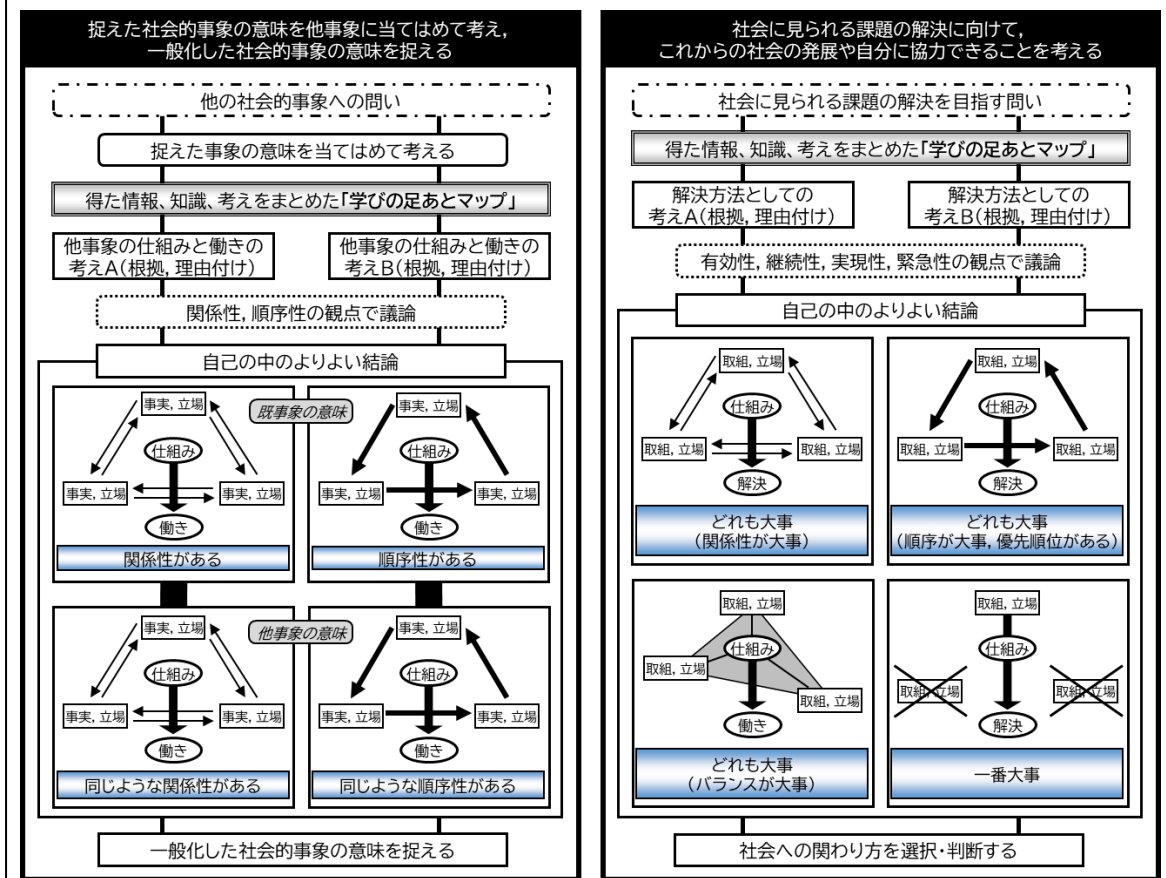 捉えた社会的事象の意味を他事象に当てはめて考え,
一般化した社会的事象の意味を捉える
他の社会的事象への問い
捉えた事象の意味を当てはめて考える
得た情報、知識、考えをまとめた「学びの足あとマップ」
他事象の仕組みと働きの
考えA(根拠, 理由付け)
他事象の仕組みと働きの
考えB(根拠, 理由付け)
関係性, 順序性の観点で議論
自己の中のよりよい結論
既事象の意味
事実, 立場
仕組み
事実, 立場
事実, 立場
働き
関係性がある
事実, 立場
仕組み
事実, 立場
事実, 立場
働き
順序性がある
他事象の意味
事実, 立場
仕組み
事実, 立場
事実, 立場
働き
同じような関係性がある
事実, 立場
仕組み
事実, 立場
事実, 立場
働き
同じような順序性がある
一般化した社会的事象の意味を捉える
社会に見られる課題の解決に向けて,
これからの社会の発展や自分に協力できることを考える
社会に見られる課題の解決を目指す問い
得た情報、知識、考えをまとめた「学びの足あとマップ」
解決方法としての
考えA(根拠, 理由付け)
解決方法としての
考えB(根拠, 理由付け)
有効性, 継続性, 実現性, 緊急性の観点で議論
自己の中のよりよい結論
取組, 立場
仕組み
取組, 立場
取組, 立場
解決
どれも大事
(関係性が大事)
取組, 立場
仕組み
取組, 立場
取組, 立場
解決
どれも大事
(順序が大事, 優先順位がある)
取組, 立場
仕組み
取組, 立場
取組, 立場
働き
どれも大事
(バランスが大事)
取組, 立場
仕組み
取組, 立場
取組, 立場
解決
一番大事
社会への関わり方を選択・判断する